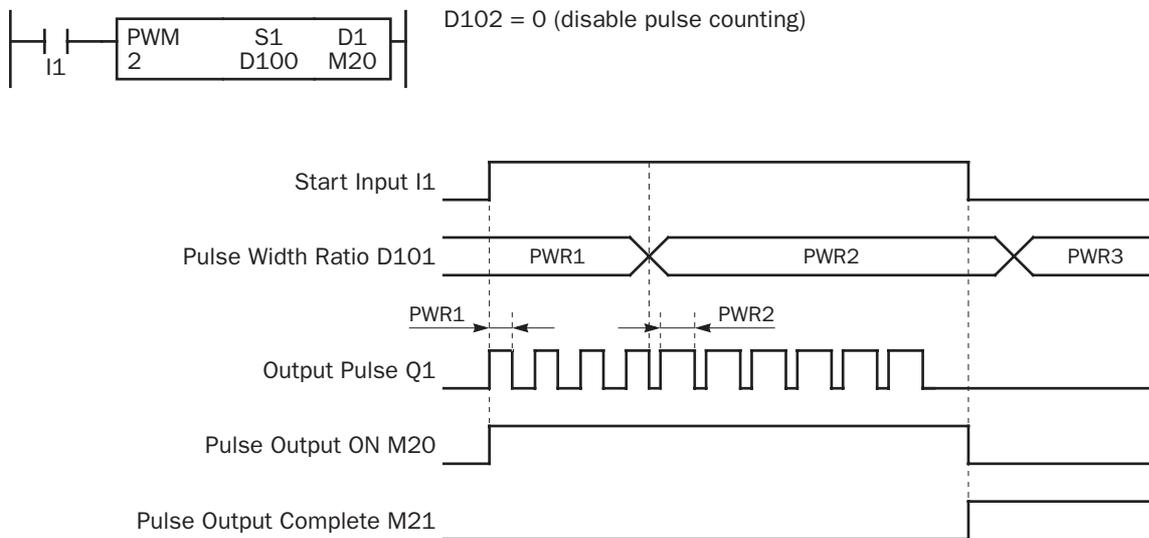 D102 = 0 (disable pulse counting)
PWM S1 D1
2 D100 M20
I1
Start Input I1
Pulse Width Ratio D101 PWR1 PWR2 PWR3
PWR1 PWR2
Output Pulse Q1
Pulse Output ON M20
Pulse Output Complete M21